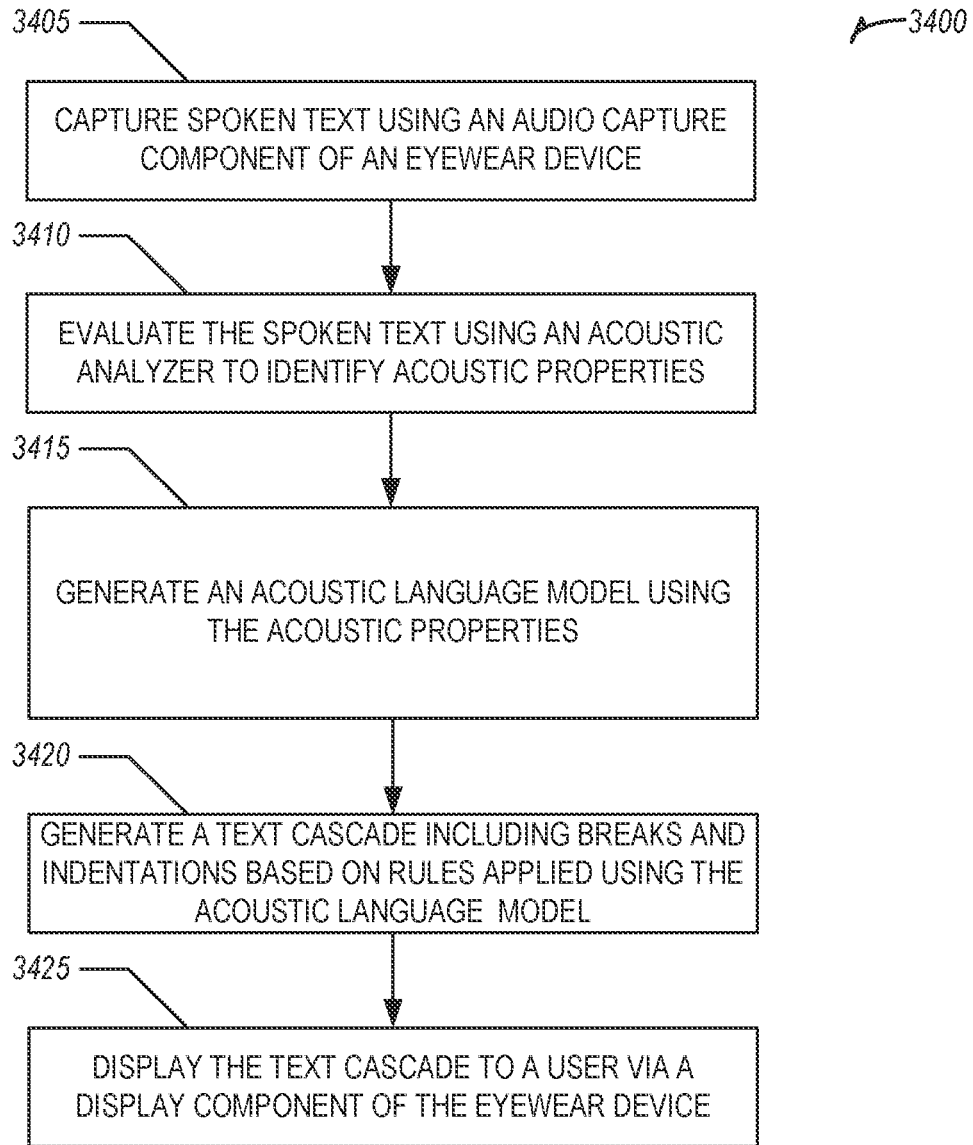 3405
3400
CAPTURE SPOKEN TEXT USING AN AUDIO CAPTURE
COMPONENT OF AN EYEWEAR DEVICE
3410
EVALUATE THE SPOKEN TEXT USING AN ACOUSTIC
ANALYZER TO IDENTIFY ACOUSTIC PROPERTIES
3415
GENERATE AN ACOUSTIC LANGUAGE MODEL USING
THE ACOUSTIC PROPERTIES
3420
GENERATE A TEXT CASCADE INCLUDING BREAKS AND
INDENTATIONS BASED ON RULES APPLIED USING THE
ACOUSTIC LANGUAGE MODEL
3425
DISPLAY THE TEXT CASCADE TO A USER VIA A
DISPLAY COMPONENT OF THE EYEWEAR DEVICE